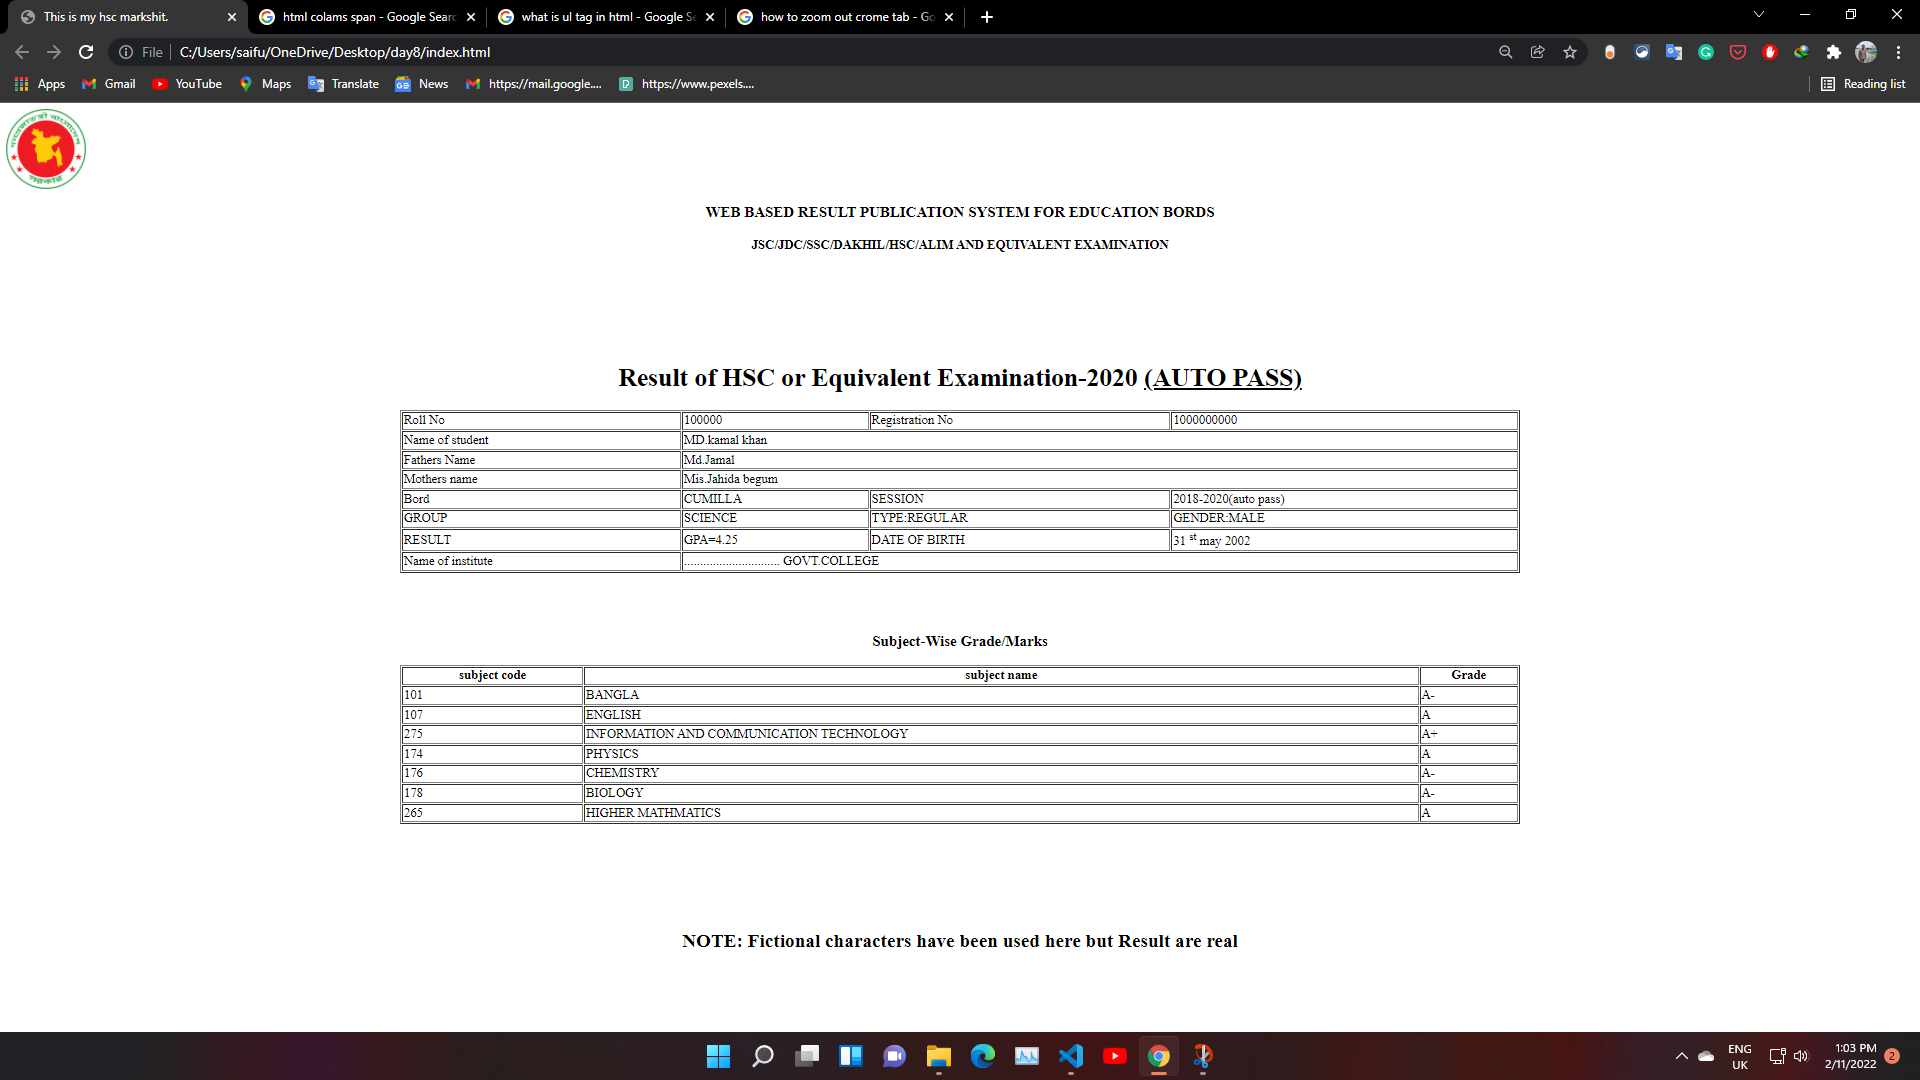 This is my hsc markshit.
html colams span - Google Searc
what is ul tag in html - Google Se
how to zoom out crome tab - Go
File C:/Users/saifu/OneDrive/Desktop/day8/index.html
Apps Gmail YouTube Maps Translate News https://mail.google.... https://www.pexels.... Reading list
গণপ্রজাতন্ত্রী বাংলাদেশ
সরকার
WEB BASED RESULT PUBLICATION SYSTEM FOR EDUCATION BORDS
JSC/JDC/SSC/DAKHIL/HSC/ALIM AND EQUIVALENT EXAMINATION
Result of HSC or Equivalent Examination-2020 (AUTO PASS)
Roll No 100000 Registration No 1000000000
Name of student MD.kamal khan
Fathers Name Md.Jamal
Mothers name Mis.Jahida begum
Bord CUMILLA SESSION 2018-2020(auto pass)
GROUP SCIENCE TYPE:REGULAR GENDER:MALE
RESULT GPA=4.25 DATE OF BIRTH 31 st may 2002
Name of institute .............................. GOVT.COLLEGE
Subject-Wise Grade/Marks
subject code subject name Grade
101 BANGLA A-
107 ENGLISH A
275 INFORMATION AND COMMUNICATION TECHNOLOGY A+
174 PHYSICS A
176 CHEMISTRY A-
178 BIOLOGY A-
265 HIGHER MATHMATICS A
NOTE: Fictional characters have been used here but Result are real
ENG
UK
1:03 PM
2/11/2022
2